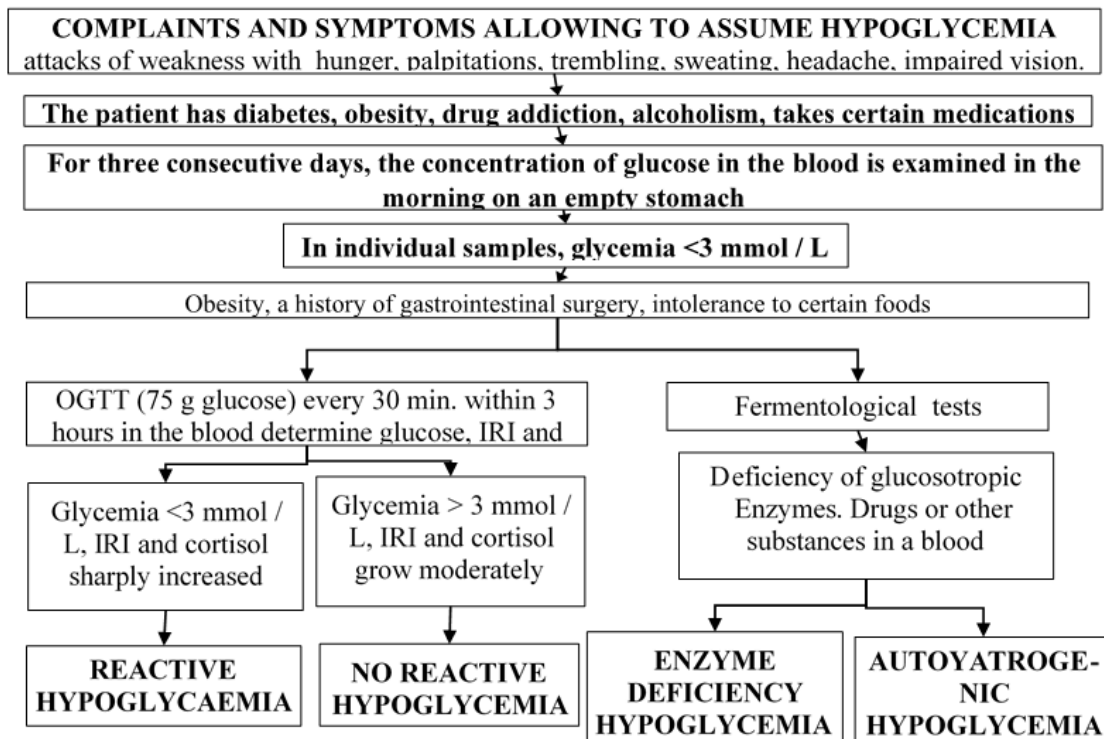 COMPLAINTS AND SYMPTOMS ALLOWING TO ASSUME HYPOGLYCEMIA
attacks of weakness with hunger, palpitations, trembling, sweating, headache, impaired vision.
The patient has diabetes, obesity, drug addiction, alcoholism, takes certain medications
For three consecutive days, the concentration of glucose in the blood is examined in the
morning on an empty stomach
In individual samples, glycemia <3 mmol / L
Obesity, a history of gastrointestinal surgery, intolerance to certain foods
OGTT (75 g glucose) every 30 min. within 3
hours in the blood determine glucose, IRI and
Fermentological tests
Glycemia <3 mmol /
L, IRI and cortisol
sharply increased
Glycemia > 3 mmol /
L, IRI and cortisol
grow moderately
Deficiency of glucosotropic
Enzymes. Drugs or other
substances in a blood
REACTIVE
HYPOGLYCAEMIA
NO REACTIVE
HYPOGLYCEMIA
ENZYME
DEFICIENCY
HYPOGLYCEMIA
AUTOYATROGE-
NIC
HYPOGLYCEMIA